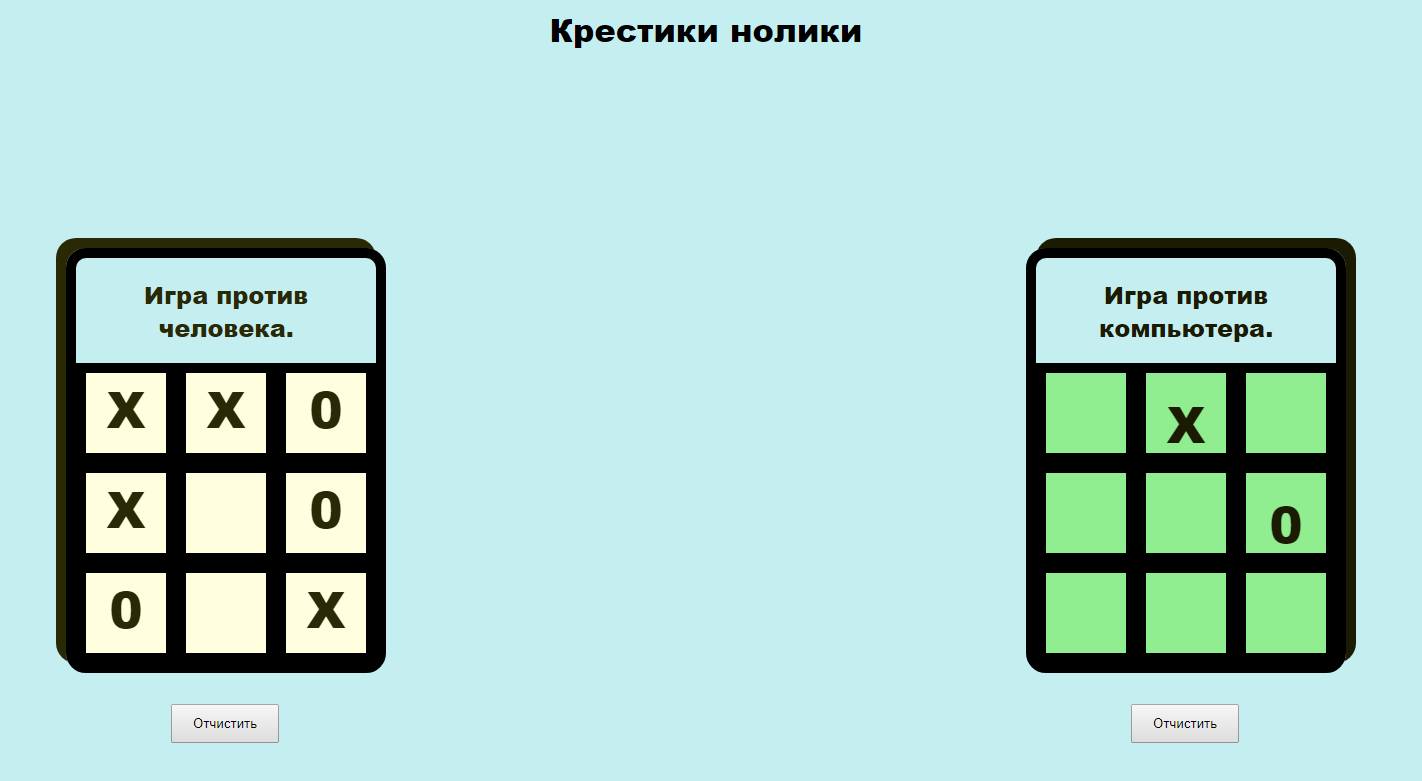 Крестики нолики
Игра против
человека.
X X 0
X 0
0 X
Отчистить
Игра против
компьютера.
X
0
Отчистить